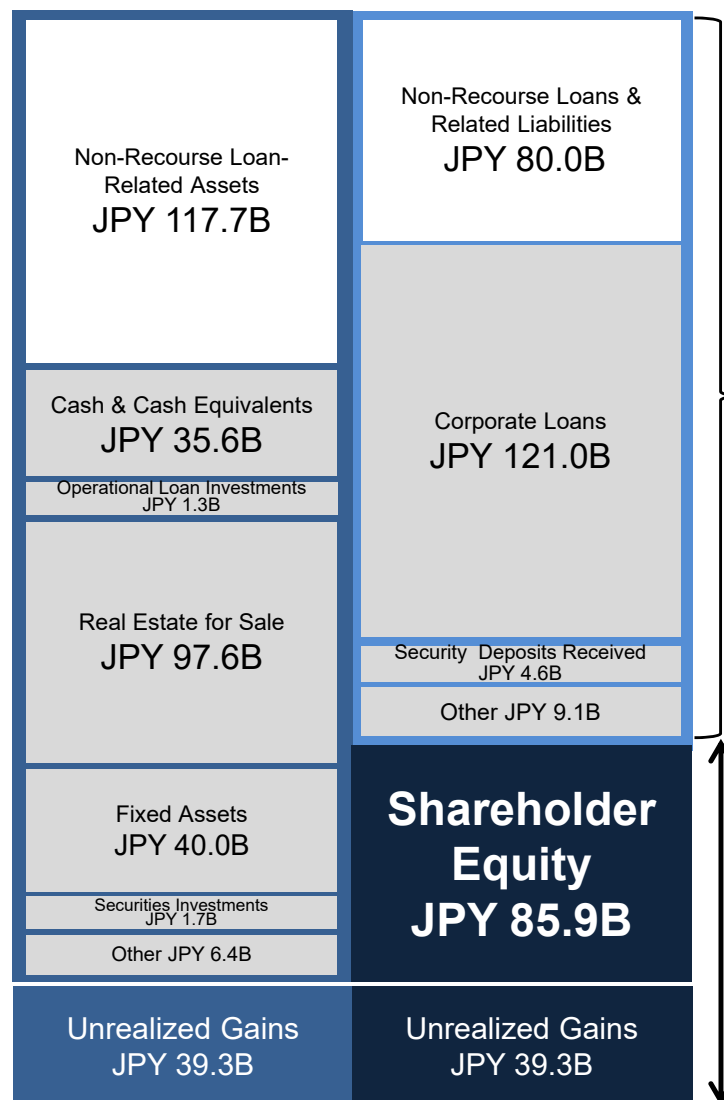 Non-Recourse Loan-
Related Assets
JPY 117.7B
Cash & Cash Equivalents
JPY 35.6B
Operational Loan Investments
JPY 1.3B
Real Estate for Sale
JPY 97.6B
Fixed Assets
JPY 40.0B
Securities Investments
JPY 1.7B
Other JPY 6.4B
Unrealized Gains
JPY 39.3B
Non-Recourse Loans &
Related Liabilities
JPY 80.0B
Corporate Loans
JPY 121.0B
Security Deposits Received
JPY 4.6B
Other JPY 9.1B
Shareholder
Equity
JPY 85.9B
Unrealized Gains
JPY 39.3B